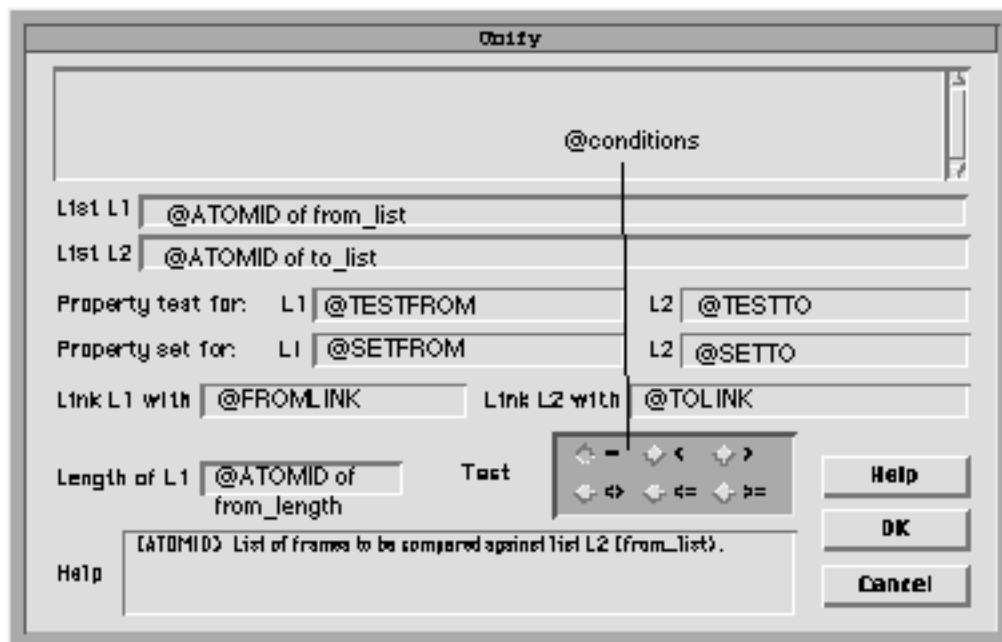 Unify
@conditions
List L1 @ATOMID of from_list
List L2 @ATOMID of to_list
Property test for: L1 @TESTFROM L2 @TESTTO
Property set for: L1 @SETFROM L2 @SETTO
Link L1 with @FROMLINK Link L2 with @TOLINK
= < >
Length of L1 @ATOMID of from_length Test
<> <= >=
Help
OK
Cancel
Help (ATOMID) List of frames to be compared against list L2 (from_list).